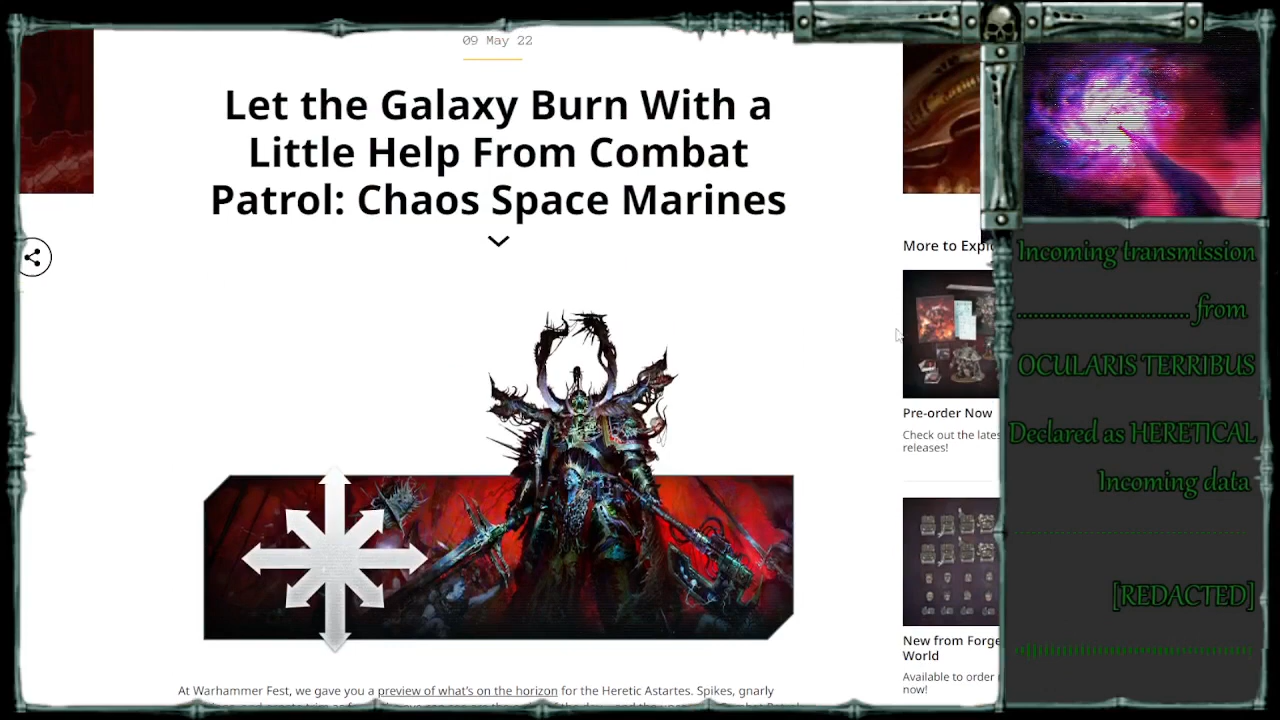 09 May 22
Let the Galaxy Burn With a
Little Help From Combat
Patrol: Chaos Space Marines
At Warhammer Fest, we gave you a preview of what's on the horizon for the Heretic Astartes. Spikes, gnarly
More to
Pre-order Now
Check out the
releases!
New from
World
Available to order
now!
Incoming transmission
.................................. from
OCULARIS TERRIBUS
Declared as HERETICAL
Incoming data
[REDACTED]